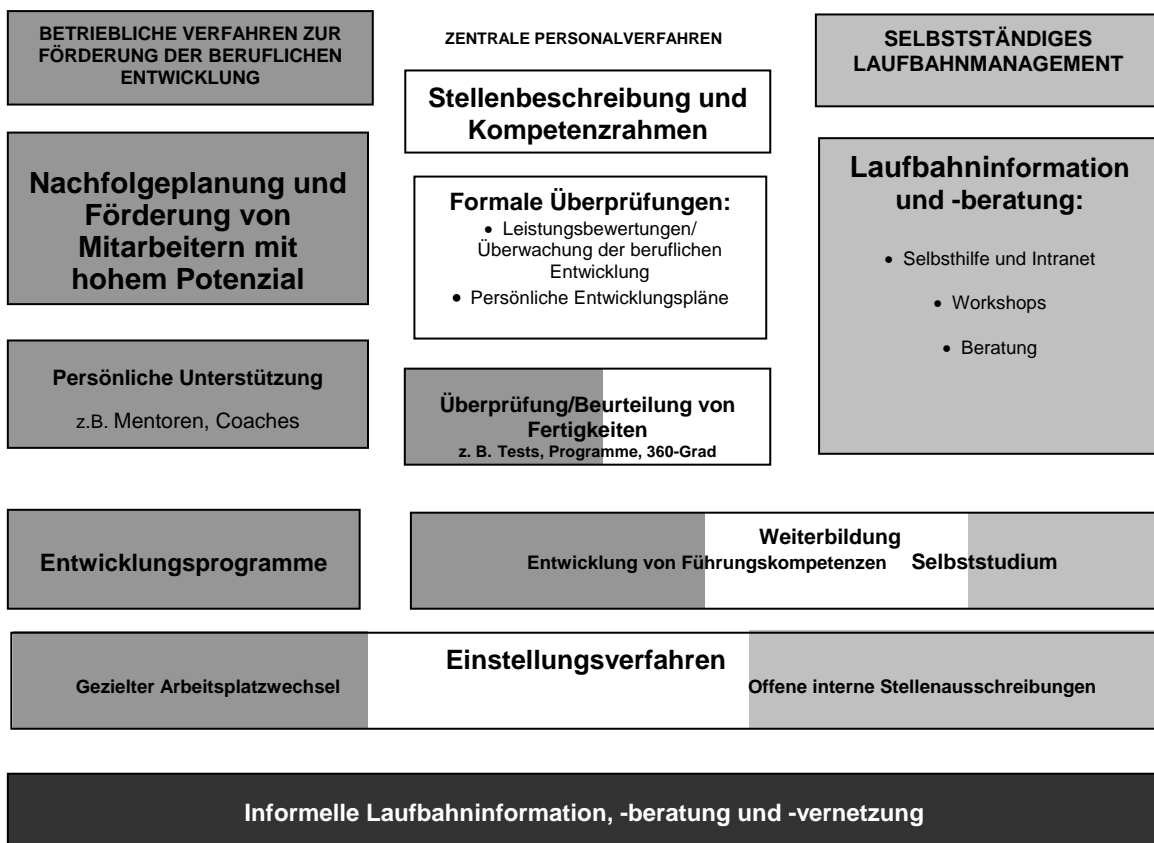 BETRIEBLICHE VERFAHREN ZUR
FÖRDERUNG DER BERUFLICHEN
ENTWICKLUNG
Nachfolgeplanung und
Förderung von
Mitarbeitern mit
hohem Potenzial
Persönliche Unterstützung
z.B. Mentoren, Coaches
ZENTRALE PERSONALVERFAHREN
Stellenbeschreibung und
Kompetenzrahmen
Formale Überprüfungen:
• Leistungsbewertungen/
Überwachung der beruflichen
Entwicklung
• Persönliche Entwicklungspläne
Überprüfung/Beurteilung von
Fertigkeiten
z. B. Tests, Programme, 360-Grad
SELBSTSTÄNDIGES
LAUFBAHNMANAGEMENT
Laufbahninformation
und -beratung:
• Selbsthilfe und Intranet
• Workshops
• Beratung
Entwicklungsprogramme
Weiterbildung
Entwicklung von Führungskompetenzen Selbststudium
Einstellungsverfahren
Gezielter Arbeitsplatzwechsel Offene interne Stellenausschreibungen
Informelle Laufbahninformation, -beratung und -vernetzung